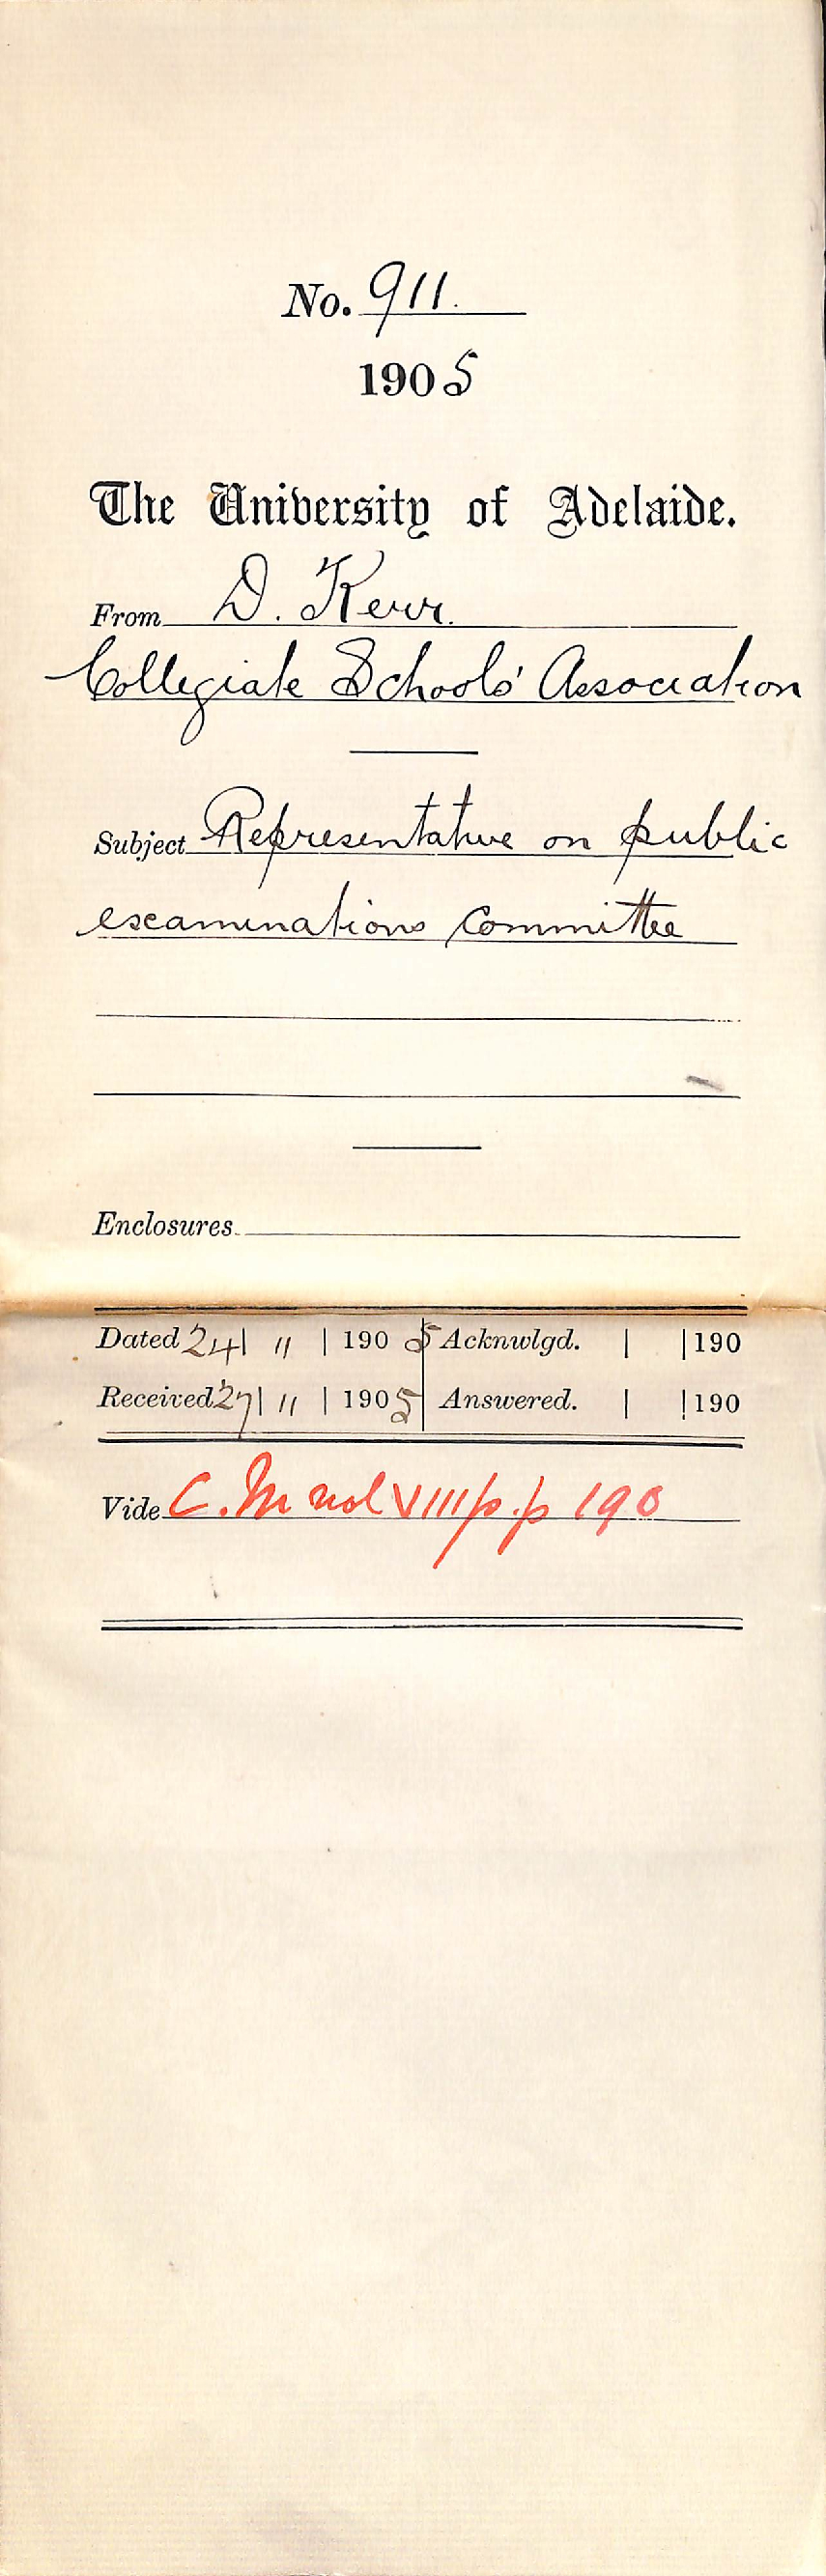 No. 911.
1905
The University of Adelaide.
From D. Kerr.
Collegiate Schools' Association
Subject Representative on public
examinations committee
Enclosures
Dated 24 | 11 | 1905 Acknwlgd. | | 190
Received 27 | 11 | 1905 Answered. | | 190
Vide C. M vol VIII p.p 190